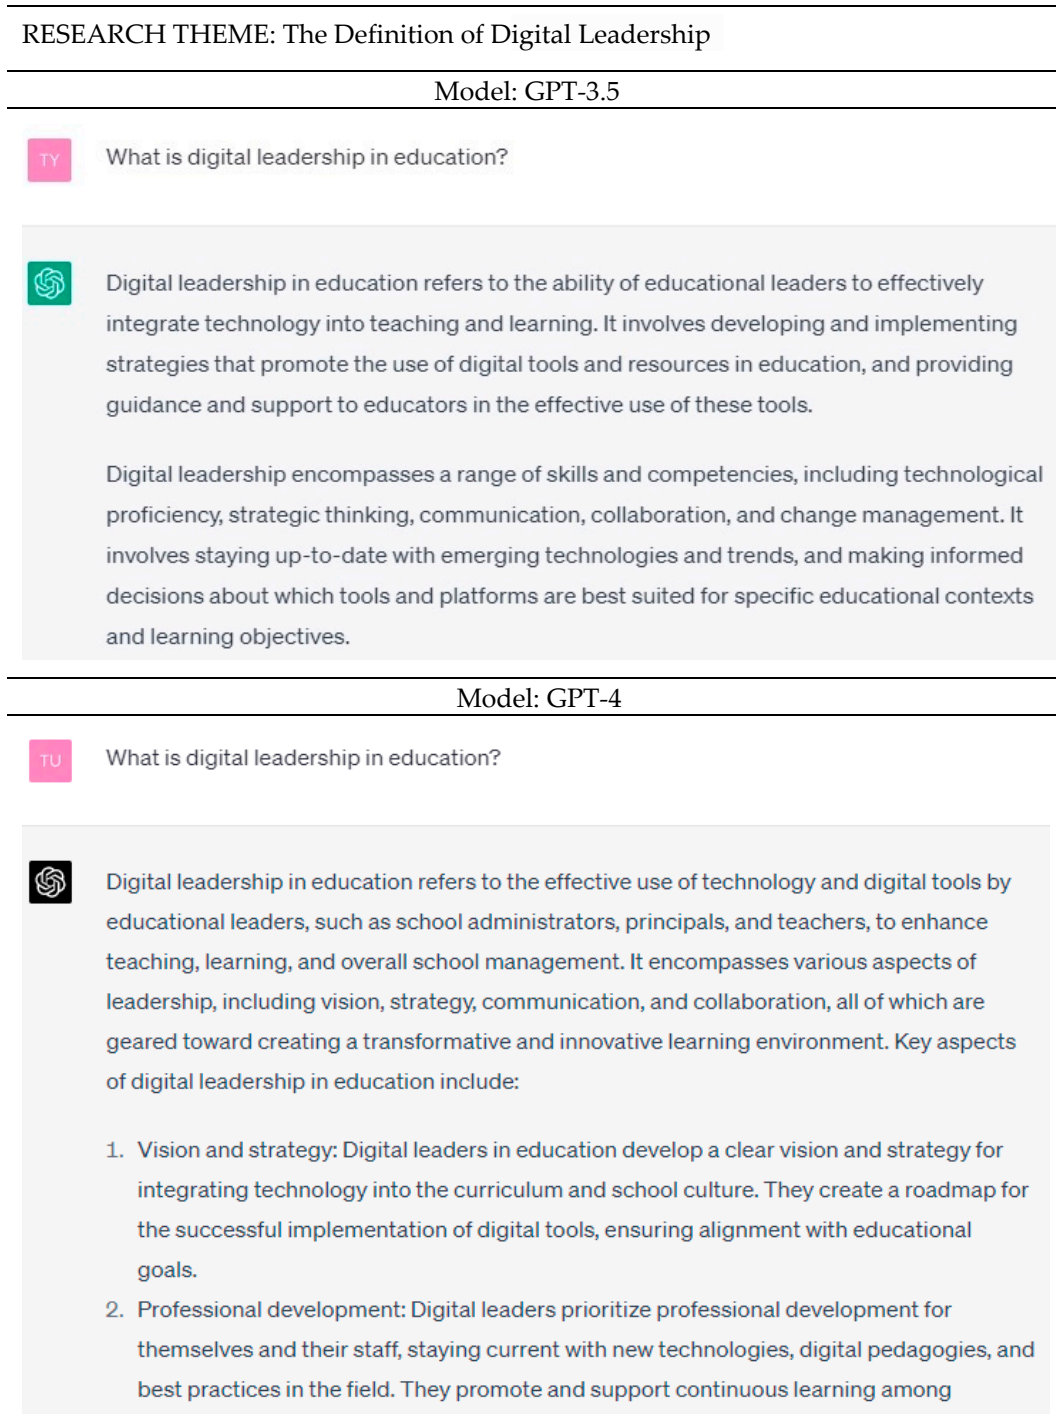 RESEARCH THEME: The Definition of Digital Leadership
Model: GPT-3.5
TY
What is digital leadership in education?
Digital leadership in education refers to the ability of educational leaders to effectively
integrate technology into teaching and learning. It involves developing and implementing
strategies that promote the use of digital tools and resources in education, and providing
guidance and support to educators in the effective use of these tools.
Digital leadership encompasses a range of skills and competencies, including technological
proficiency, strategic thinking, communication, collaboration, and change management. It
involves staying up-to-date with emerging technologies and trends, and making informed
decisions about which tools and platforms are best suited for specific educational contexts
and learning objectives.
Model: GPT-4
TU
What is digital leadership in education?
Digital leadership in education refers to the effective use of technology and digital tools by
educational leaders, such as school administrators, principals, and teachers, to enhance
teaching, learning, and overall school management. It encompasses various aspects of
leadership, including vision, strategy, communication, and collaboration, all of which are
geared toward creating a transformative and innovative learning environment. Key aspects
of digital leadership in education include:
1. Vision and strategy: Digital leaders in education develop a clear vision and strategy for
integrating technology into the curriculum and school culture. They create a roadmap for
the successful implementation of digital tools, ensuring alignment with educational
goals.
2. Professional development: Digital leaders prioritize professional development for
themselves and their staff, staying current with new technologies, digital pedagogies, and
best practices in the field. They promote and support continuous learning among